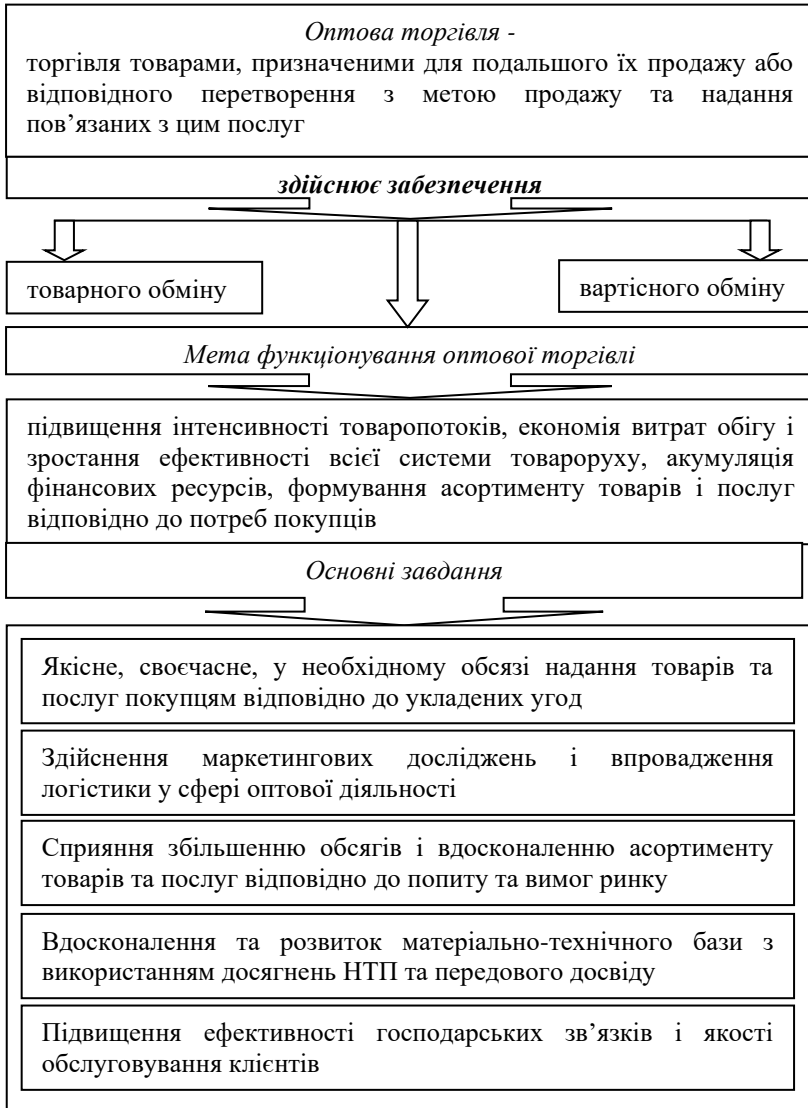 Оптова торгівля -
торгівля товарами, призначеними для подальшого їх продажу або
відповідного перетворення з метою продажу та надання
пов’язаних з цим послуг
здійснює забезпечення
товарного обміну
вартісного обміну
Мета функціонування оптової торгівлі
підвищення інтенсивності товаропотоків, економія витрат обігу і
зростання ефективності всієї системи товароруху, акумуляція
фінансових ресурсів, формування асортименту товарів і послуг
відповідно до потреб покупців
Основні завдання
Якісне, своєчасне, у необхідному обсязі надання товарів та
послуг покупцям відповідно до укладених угод
Здійснення маркетингових досліджень і впровадження
логістики у сфері оптової діяльності
Сприяння збільшенню обсягів і вдосконаленню асортименту
товарів та послуг відповідно до попиту та вимог ринку
Вдосконалення та розвиток матеріально-технічного бази з
використанням досягнень НТП та передового досвіду
Підвищення ефективності господарських зв’язків і якості
обслуговування клієнтів